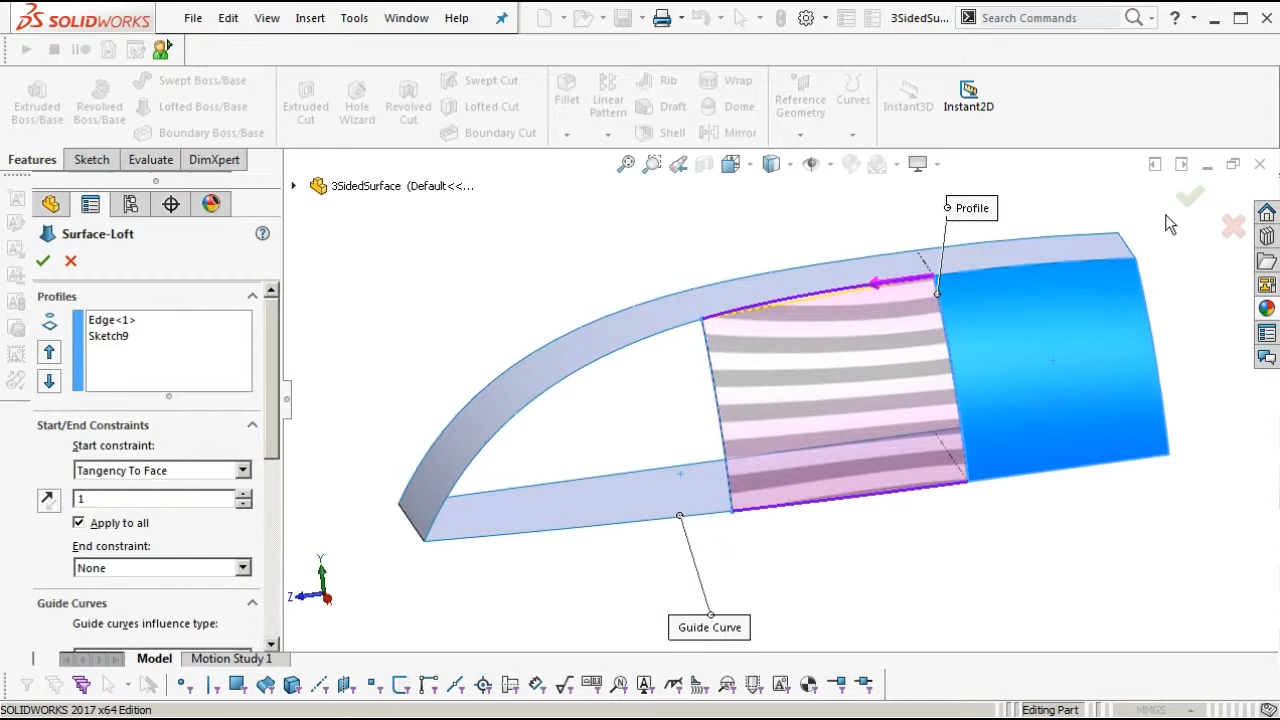 SOLIDWORKS File Edit View Insert Tools Window Help 3SidedSu... Search Commands
Extruded Boss/Base Revolved Boss/Base Swept Boss/Base Lofted Boss/Base Boundary Boss/Base Extruded Cut Hole Wizard Revolved Cut Swept Cut Lofted Cut Boundary Cut Fillet Linear Pattern Rib Draft Shell Wrap Dome Mirror Reference Geometry Curves Instant3D Instant2D
Features Sketch Evaluate DimXpert
3SidedSurface (Default<<...
Profile
Surface-Loft
Profiles
Edge<1>
Sketch9
Start/End Constraints
Start constraint:
Tangency To Face
1
Apply to all
End constraint:
None
Guide Curves
Guide curves influence type:
Y
Z
Guide Curve
Model Motion Study 1
SOLIDWORKS 2017 x64 Edition Editing Part MMGS